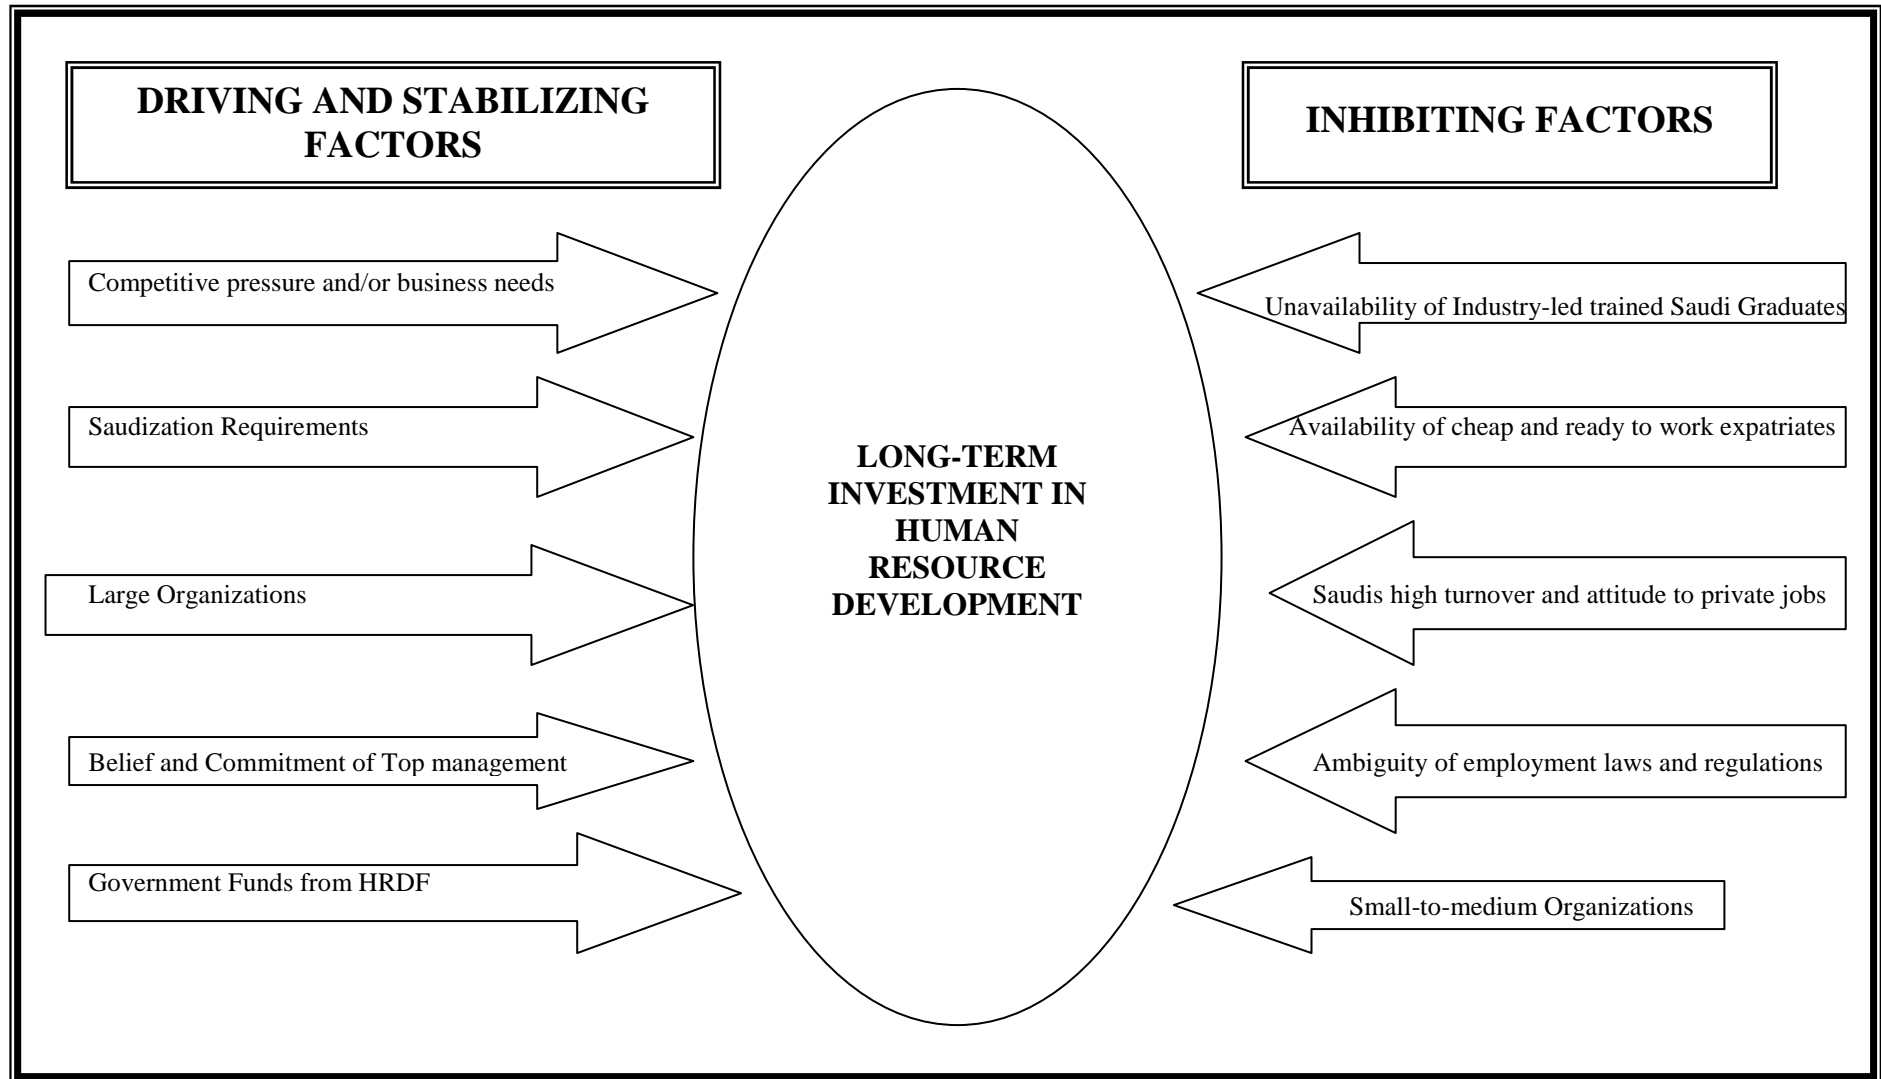 DRIVING AND STABILIZING
FACTORS
INHIBITING FACTORS
Competitive pressure and/or business needs
Saudization Requirements
Large Organizations
Belief and Commitment of Top management
Government Funds from HRDF
LONG-TERM
INVESTMENT IN
HUMAN
RESOURCE
DEVELOPMENT
Unavailability of Industry-led trained Saudi Graduates
Availability of cheap and ready to work expatriates
Saudis high turnover and attitude to private jobs
Ambiguity of employment laws and regulations
Small-to-medium Organizations